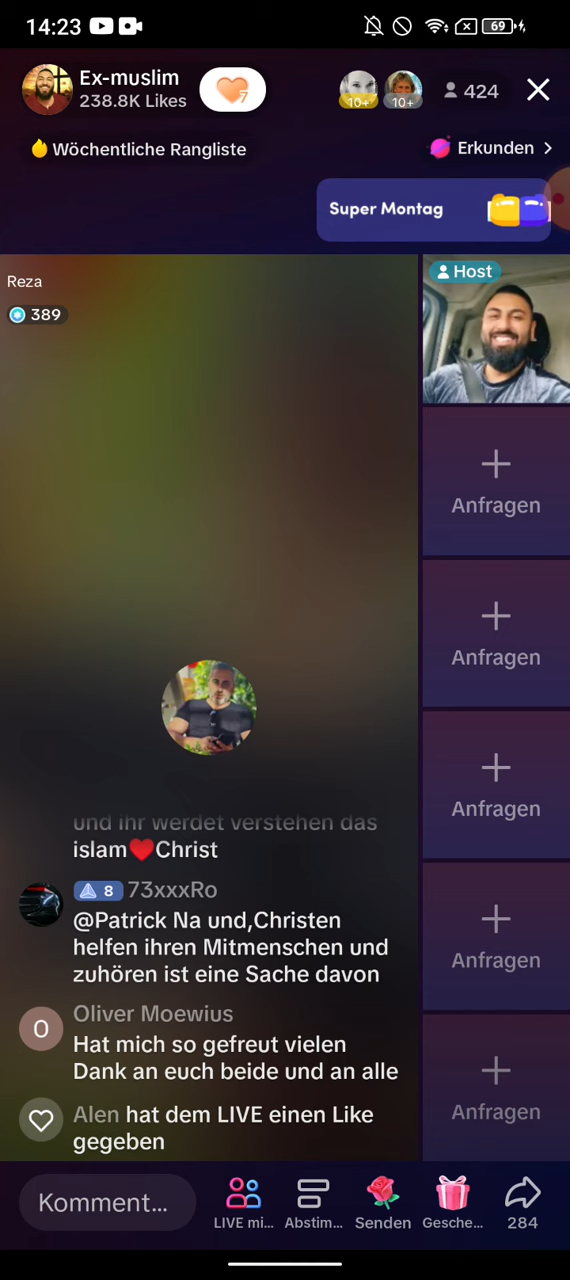 14:23
69
Ex-muslim
238.8K Likes
7
10+
10+
424
Wöchentliche Rangliste
Erkunden >
Super Montag
Reza
389
Host
Anfragen
Anfragen
Anfragen
Anfragen
Anfragen
und ihr werdet verstehen das
islam❤️Christ
8 73xxxRo
@Patrick Na und,Christen
helfen ihren Mitmenschen und
zuhören ist eine Sache davon
O
Oliver Moewius
Hat mich so gefreut vielen
Dank an euch beide und an alle
Alen hat dem LIVE einen Like
gegeben
Komment...
LIVE mi...
Abstim...
Senden
Gesche...
284